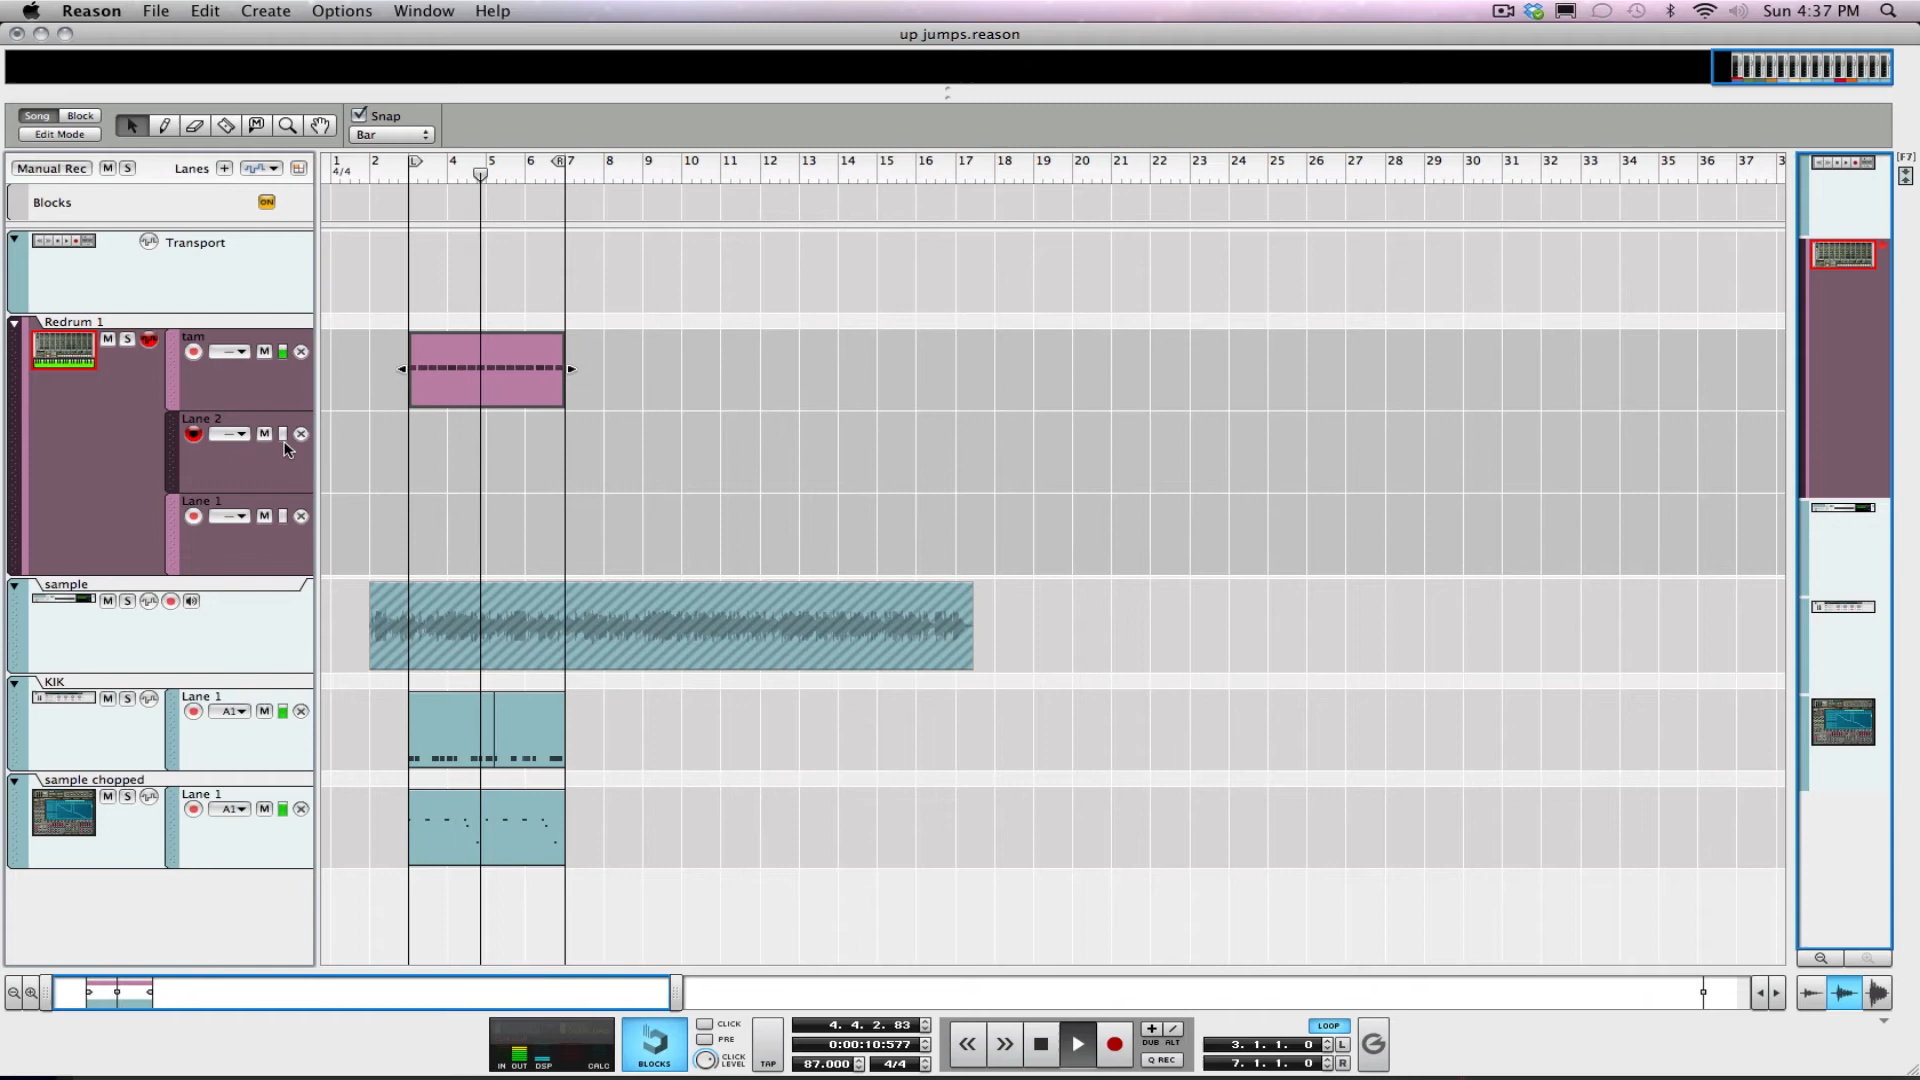 Reason File Edit Create Options Window Help Sun 4:37 PM
up jumps.reason
Song Block
Edit Mode
Snap
Bar
Manual Rec M S Lanes +
1 2 L 4 5 6 R 7 8 9 10 11 12 13 14 15 16 17 18 19 20 21 22 23 24 25 26 27 28 29 30 31 32 33 34 35 36 37 3
4/4
[F7]
Blocks ON
Transport
Redrum 1
M S tam
— M
Lane 2
— M
Lane 1
— M
sample
M S
KIK
M S Lane 1
A1 M
sample chopped
M S Lane 1
A1 M
IN OUT DSP CALC
BLOCKS
CLICK
PRE
CLICK LEVEL
TAP
4. 4. 2. 83
0:00:10:577
87.000 4/4
DUB ALT
Q REC
LOOP
3. 1. 1. 0 L
7. 1. 1. 0 R